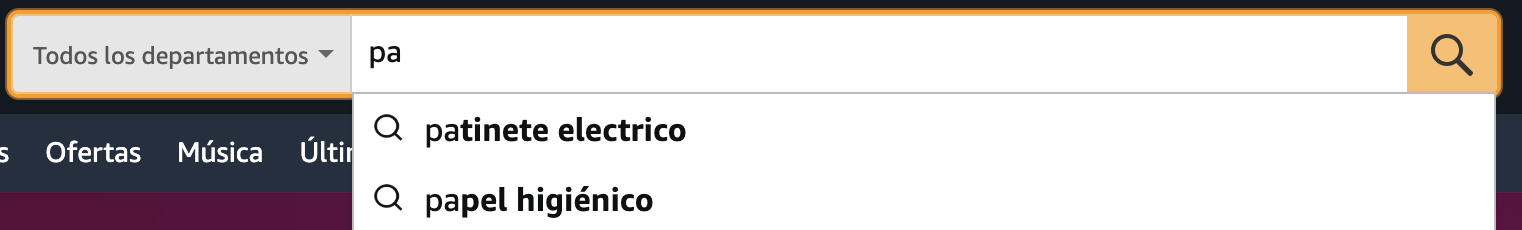 Todos los departamentos
pa
patinete electrico
Ofertas Música
papel higiénico